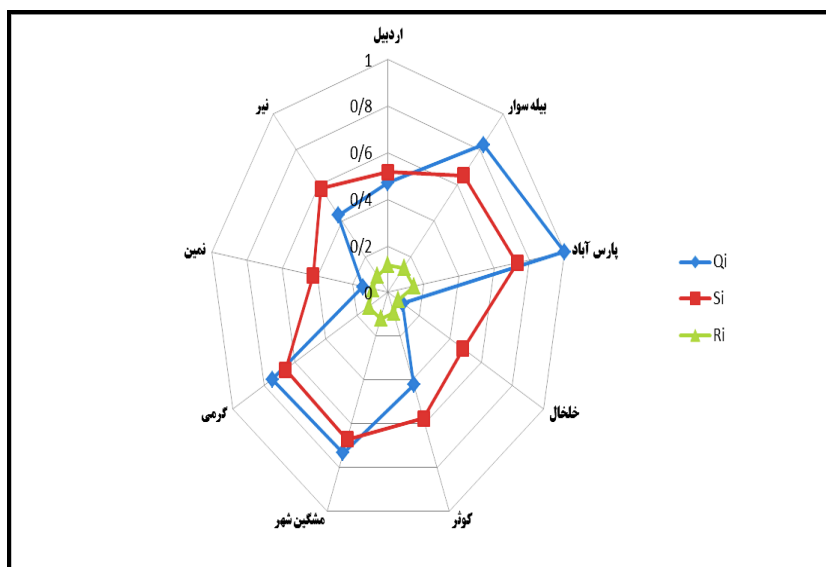 اردبیل
1
0/8
0/6
0/4
0/2
0
بیله سوار
پارس آباد
خلخال
کوثر
مشگین شهر
گرمی
نمین
نیر
Qi
Si
Ri